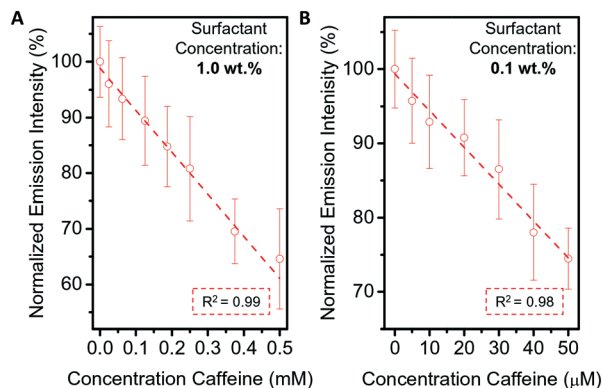 A
Surfactant
Concentration:
1.0 wt.%
Normalized Emission Intenisity (%)
100
90
80
70
60
R² = 0.99
0.0 0.1 0.2 0.3 0.4 0.5
Concentration Caffeine (mM)
B
Surfactant
Concentration:
0.1 wt.%
Normalized Emission Intensity (%)
100
90
80
70
R² = 0.98
0 10 20 30 40 50
Concentration Caffeine (μM)